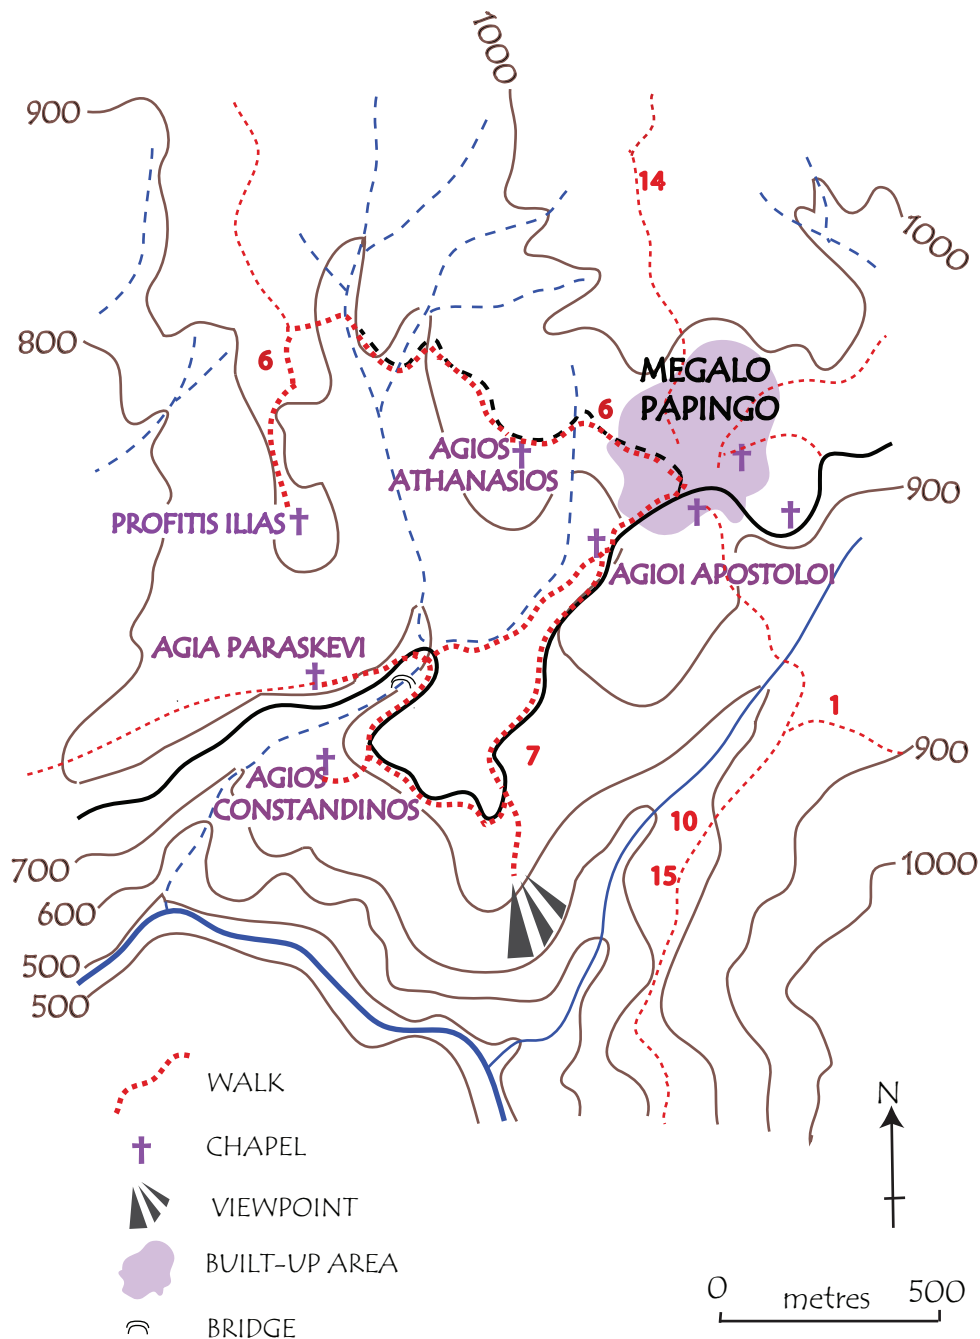 1000
900
14
1000
800
6
MEGALO
PAPINGO
6
AGIOS
ATHANASIOS
900
PROFITIS ILIAS
AGIOI APOSTOLOI
AGIA PARASKEVI
1
7
900
AGIOS
CONSTANDINOS
10
700
15
1000
600
500
500
WALK
N
CHAPEL
VIEWPOINT
BUILT-UP AREA
0 metres 500
BRIDGE